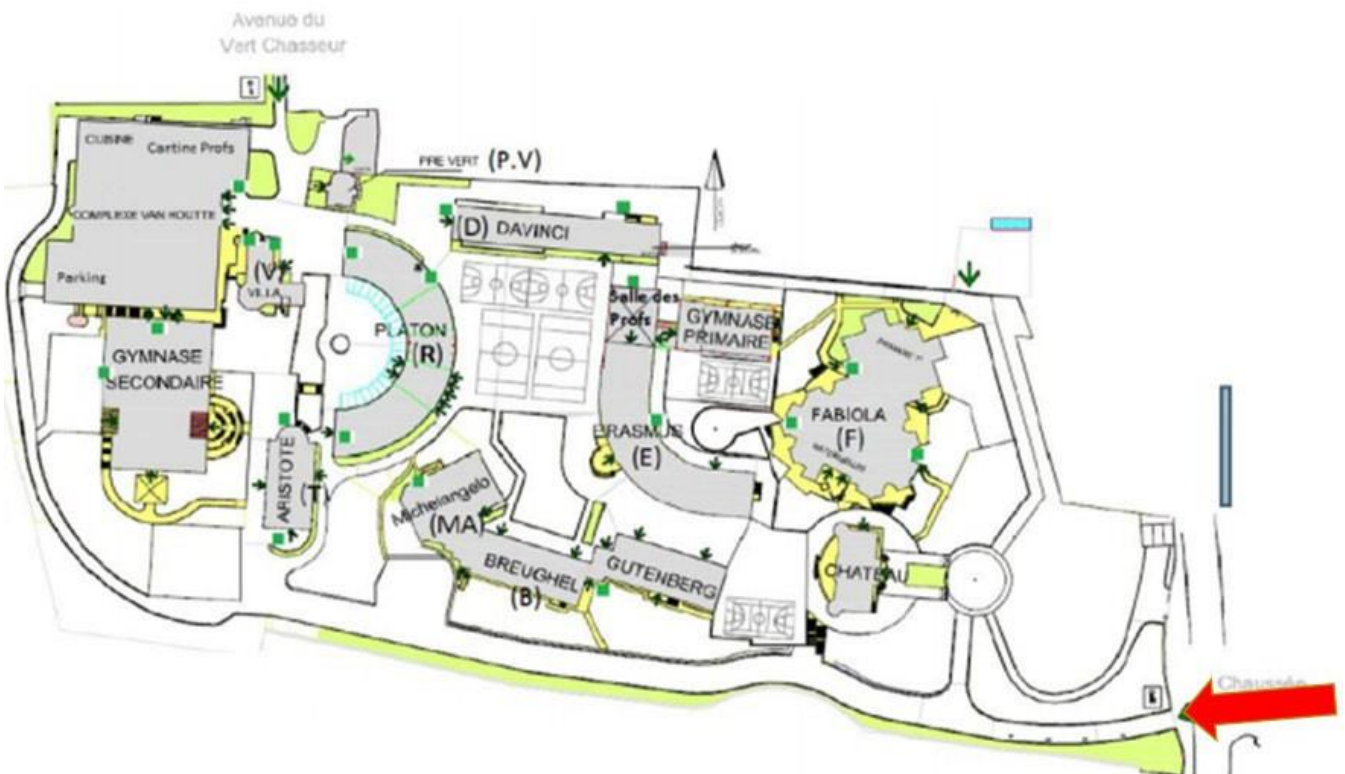 Avenue du
Vert Chasseur
CUISINE
Cantine Profs
PRE VERT (P.V)
COMPLEXE VAN HOUTTE
(D) DAVINCI
Parking
(V)
VILLA
Salle des
Profs
GYMNASE
PRIMAIRE
PLATON
(R)
GYMNASE
SECONDAIRE
FABIOLA
(F)
MATERNELLE
ERASMUS
(E)
ARISTOTE
Michelangelo
(MA)
BREUGHEL
(B)
GUTENBERG
CHATEAU
Chaussée